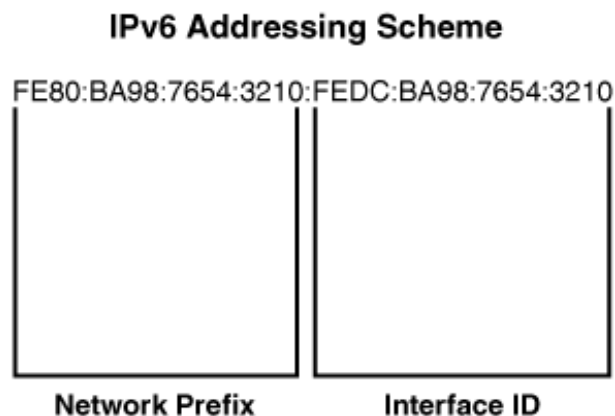 IPv6 Addressing Scheme
FE80:BA98:7654:3210:FEDC:BA98:7654:3210
Network Prefix Interface ID